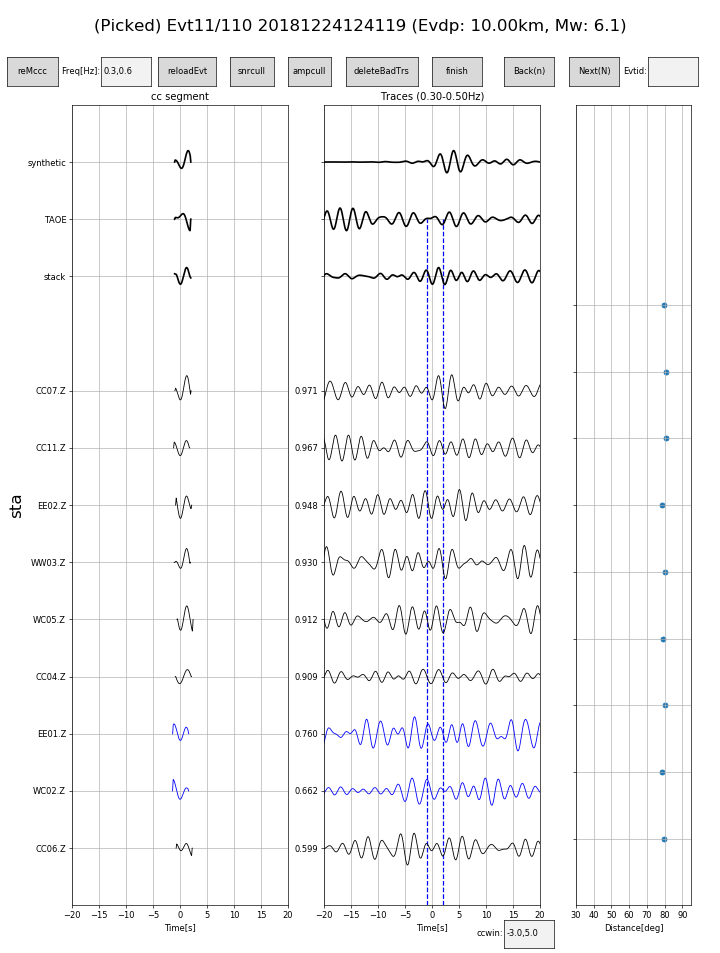 (Picked) Evt11/110 20181224124119 (Evdp: 10.00km, Mw: 6.1)
reMccc Freq[Hz]: 0.3,0.6 reloadEvt snrcull ampcull deleteBadTrs finish Back(n) Next(N) Evtid:
cc segment Traces (0.30-0.50Hz)
synthetic
TAOE
stack
CC07.Z 0.971
CC11.Z 0.967
EE02.Z 0.948
WW03.Z 0.930
WC05.Z 0.912
CC04.Z 0.909
EE01.Z 0.760
WC02.Z 0.662
CC06.Z 0.599
sta
−20 −15 −10 −5 0 5 10 15 20 −20 −15 −10 −5 0 5 10 15 20 30 40 50 60 70 80 90
Time[s] Time[s] Distance[deg]
ccwin: -3.0,5.0